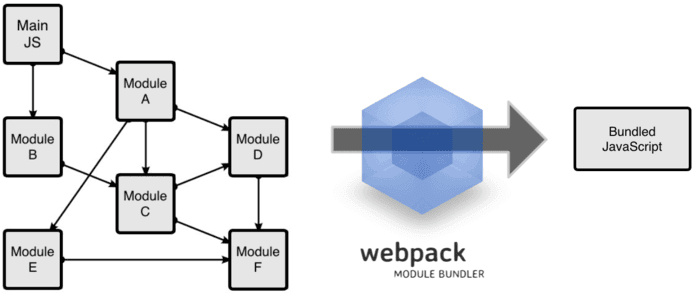 Main
JS
Module
A
Module
B
Module
D
Module
C
Module
E
Module
F
webpack
MODULE BUNDLER
Bundled
JavaScript